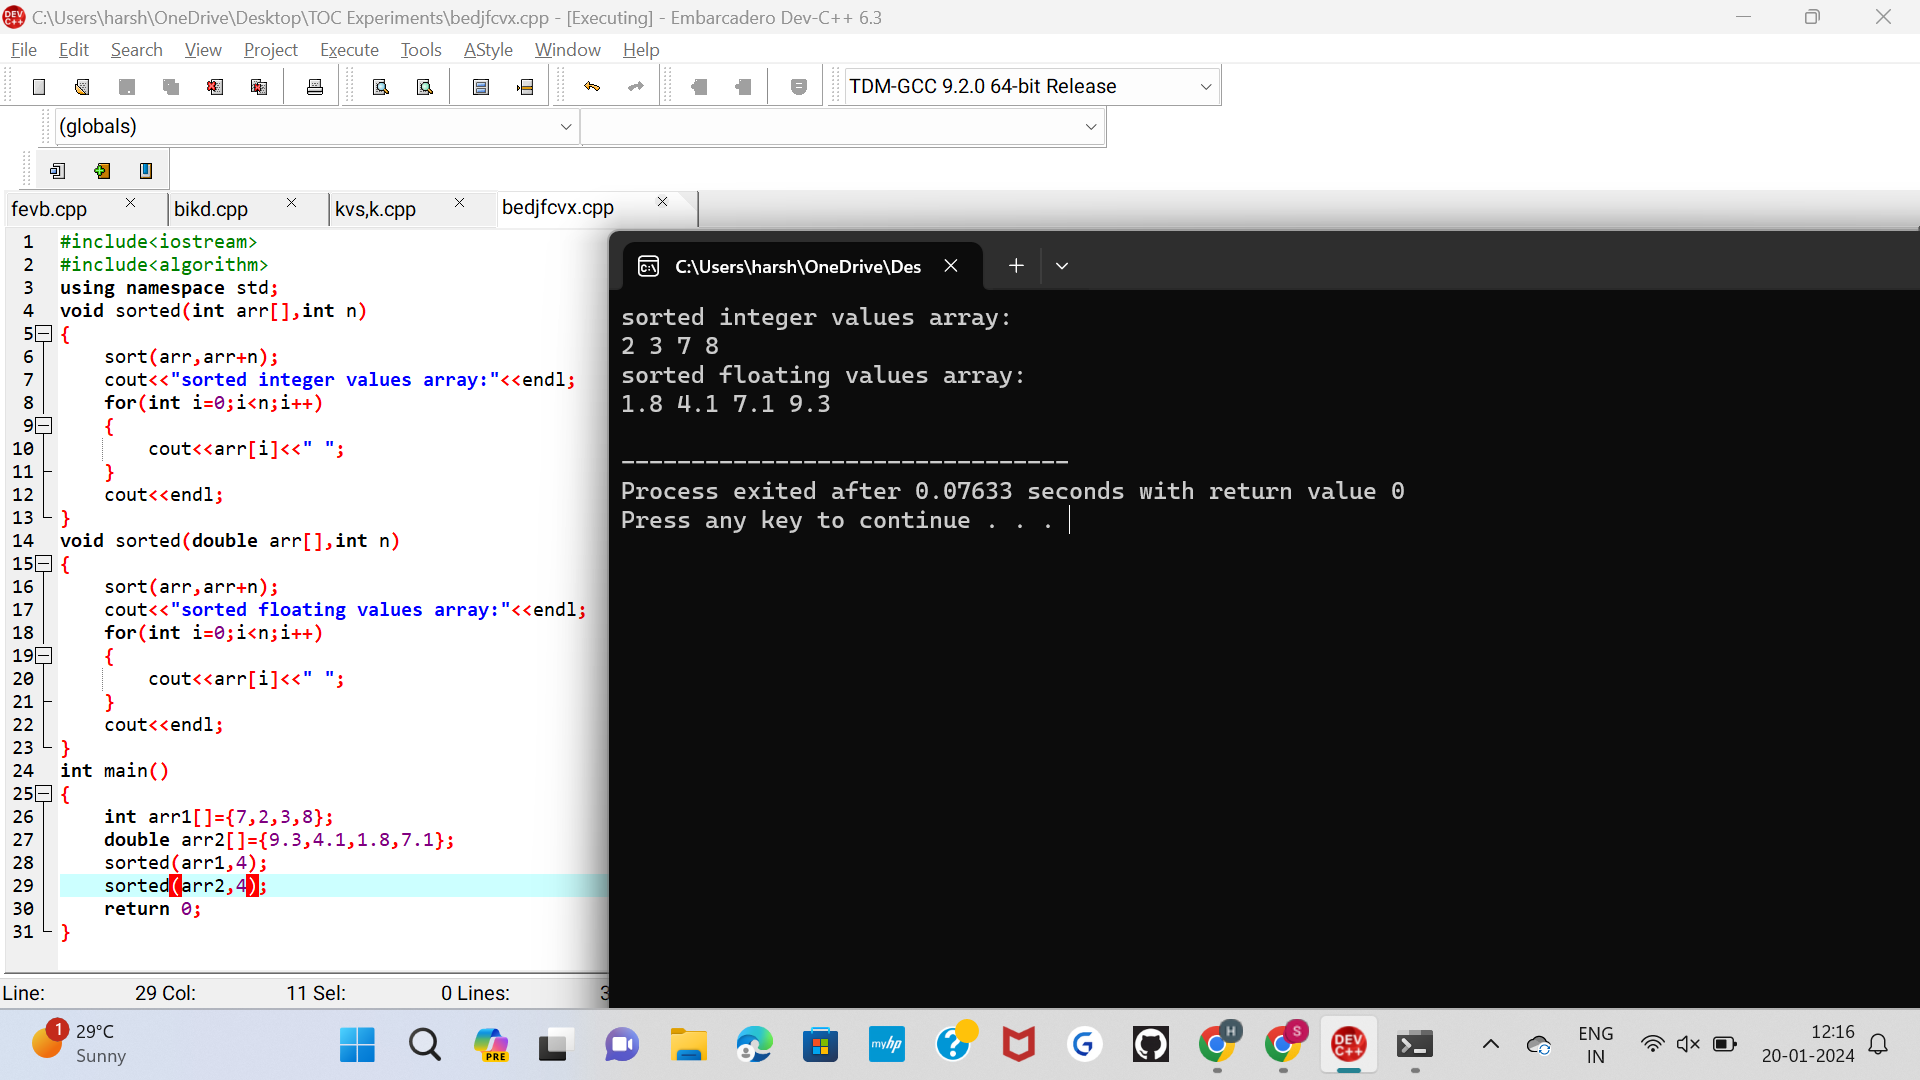 C:\Users\harsh\OneDrive\Desktop\TOC Experiments\bedjfcvx.cpp - [Executing] - Embarcadero Dev-C++ 6.3
File Edit Search View Project Execute Tools AStyle Window Help
TDM-GCC 9.2.0 64-bit Release
(globals)
fevb.cpp bikd.cpp kvs,k.cpp bedjfcvx.cpp
1 #include<iostream>
2 #include<algorithm>
3 using namespace std;
4 void sorted(int arr[],int n)
5 {
6 sort(arr,arr+n);
7 cout<<"sorted integer values array:"<<endl;
8 for(int i=0;i<n;i++)
9 {
10 cout<<arr[i]<<" ";
11 }
12 cout<<endl;
13 }
14 void sorted(double arr[],int n)
15 {
16 sort(arr,arr+n);
17 cout<<"sorted floating values array:"<<endl;
18 for(int i=0;i<n;i++)
19 {
20 cout<<arr[i]<<" ";
21 }
22 cout<<endl;
23 }
24 int main()
25 {
26 int arr1[]={7,2,3,8};
27 double arr2[]={9.3,4.1,1.8,7.1};
28 sorted(arr1,4);
29 sorted(arr2,4);
30 return 0;
31 }
C:\Users\harsh\OneDrive\Des
sorted integer values array:
2 3 7 8
sorted floating values array:
1.8 4.1 7.1 9.3
--------------------------------
Process exited after 0.07633 seconds with return value 0
Press any key to continue . . .
Line: 29 Col: 11 Sel: 0 Lines: 3
1 29°C
Sunny
PRE
myhp
H
S
DEV
C++
ENG
IN
12:16
20-01-2024